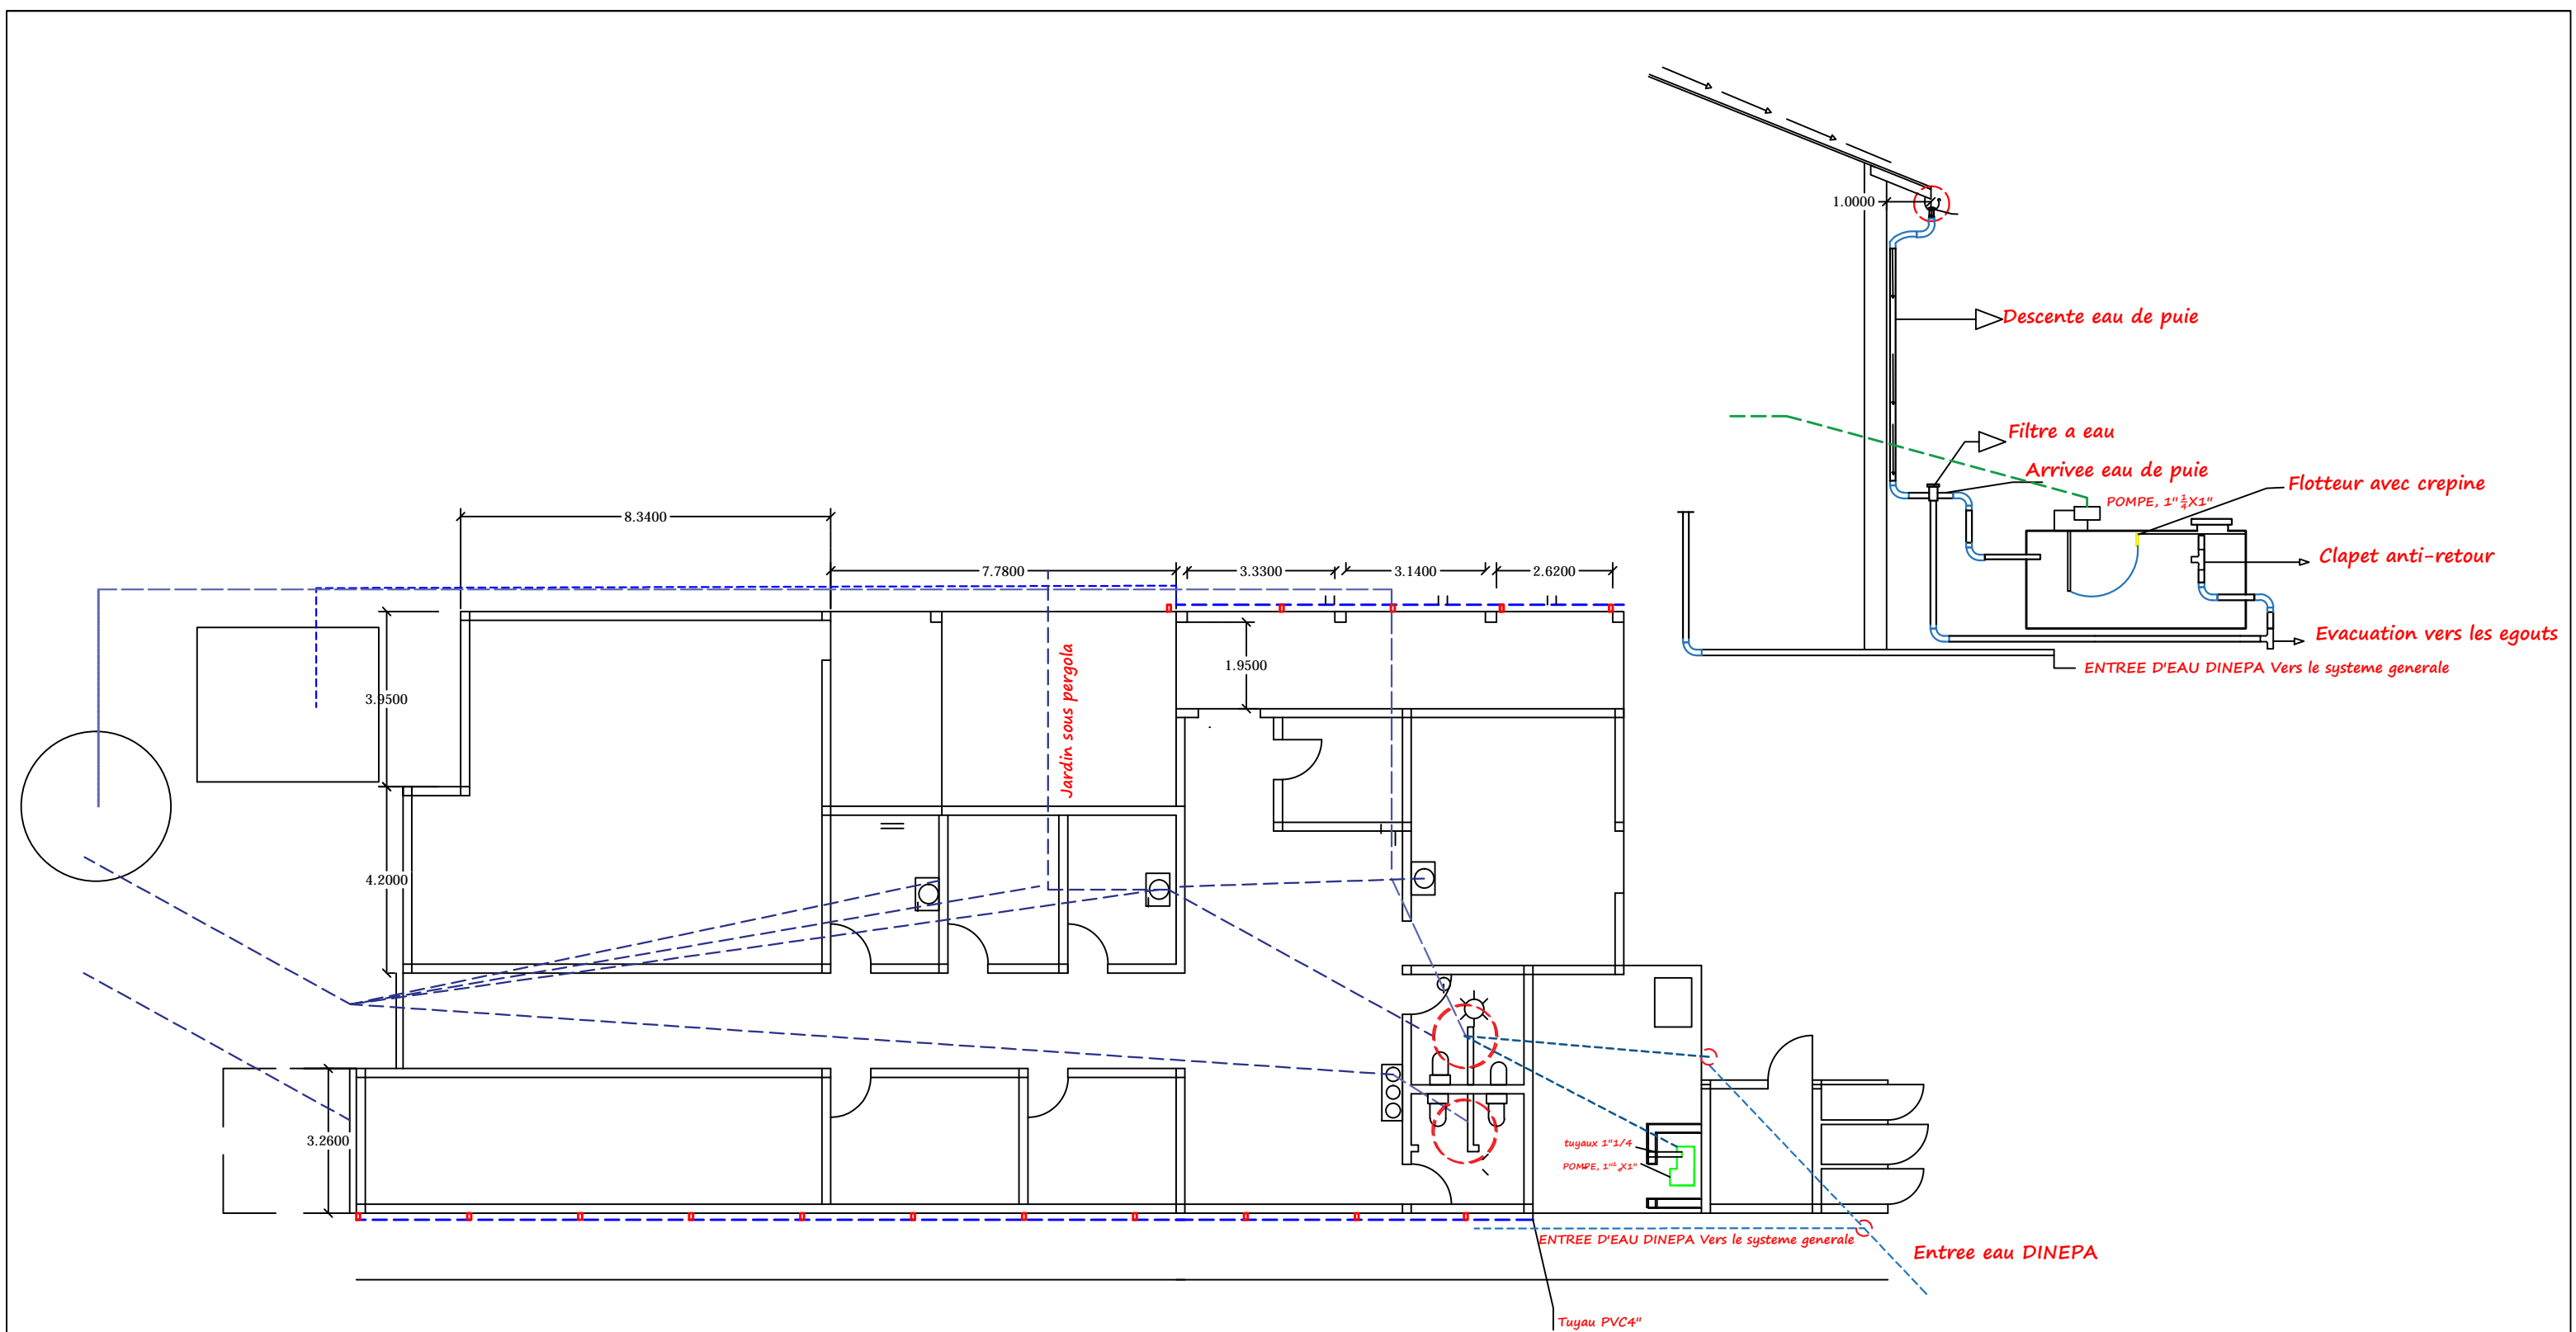 1.0000
Descente eau de puie
Filtre a eau
Arrivee eau de puie
Flotteur avec crepine
POMPE, 1"¼X1"
Clapet anti-retour
Evacuation vers les egouts
ENTREE D'EAU DINEPA Vers le systeme generale
8.3400
7.7800
3.3300
3.1400
2.6200
1.9500
Jardin sous pergola
3.9500
4.2000
3.2600
tuyaux 1"1/4
POMPE, 1"¼X1"
ENTREE D'EAU DINEPA Vers le systeme generale
Entree eau DINEPA
Tuyau PVC4"